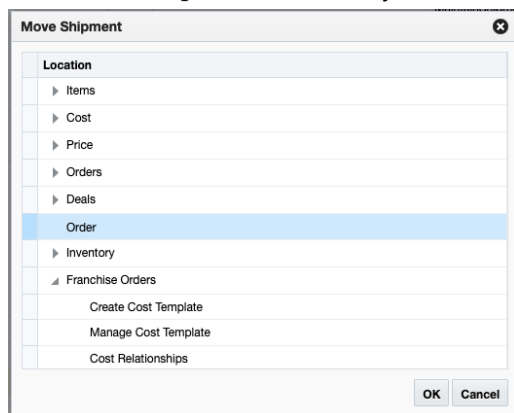 Move Shipment
Location
Items
Cost
Price
Orders
Deals
Order
Inventory
Franchise Orders
Create Cost Template
Manage Cost Template
Cost Relationships
OK Cancel